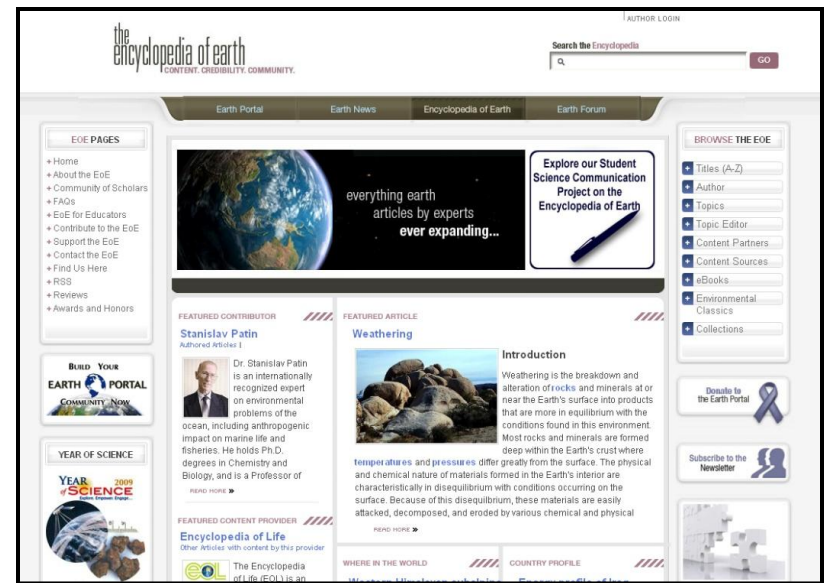 AUTHOR LOGIN
the
encyclopedia of earth
CONTENT. CREDIBILITY. COMMUNITY.
Search the Encyclopedia
GO
Earth Portal
Earth News
Encyclopedia of Earth
Earth Forum
EOE PAGES
+ Home
+ About the EoE
+ Community of Scholars
+ FAQs
+ EoE for Educators
+ Contribute to the EoE
+ Support the EoE
+ Contact the EoE
+ Find Us Here
+ RSS
+ Reviews
+ Awards and Honors
BUILD YOUR
EARTH PORTAL
COMMUNITY NOW
YEAR OF SCIENCE
YEAR 2009
of SCIENCE
everything earth
articles by experts
ever expanding...
Explore our Student
Science Communication
Project on the
Encyclopedia of Earth
FEATURED CONTRIBUTOR
Stanislav Patin
Authored Articles |
Dr. Stanislav Patin
is an internationally
recognized expert
on environmental
problems of the
ocean, including anthropogenic
impact on marine life and
fisheries. He holds Ph.D.
degrees in Chemistry and
Biology, and is a Professor of
READ MORE »
FEATURED CONTENT PROVIDER
Encyclopedia of Life
Other Articles with content by this provider
eol
The Encyclopedia
of Life (EOL) is an
FEATURED ARTICLE
Weathering
Introduction
Weathering is the breakdown and
alteration of rocks and minerals at or
near the Earth's surface into products
that are more in equilibrium with the
conditions found in this environment.
Most rocks and minerals are formed
deep within the Earth's crust where
temperatures and pressures differ greatly from the surface. The physical
and chemical nature of materials formed in the Earth's interior are
characteristically in disequilibrium with conditions occurring on the
surface. Because of this disequilibrium, these materials are easily
attacked, decomposed, and eroded by various chemical and physical
READ MORE »
WHERE IN THE WORLD
COUNTRY PROFILE
BROWSE THE EOE
+ Titles (A-Z)
+ Author
+ Topics
+ Topic Editor
+ Content Partners
+ Content Sources
+ eBooks
+ Environmental
Classics
+ Collections
Donate to
the Earth Portal
Subscribe to the
Newsletter